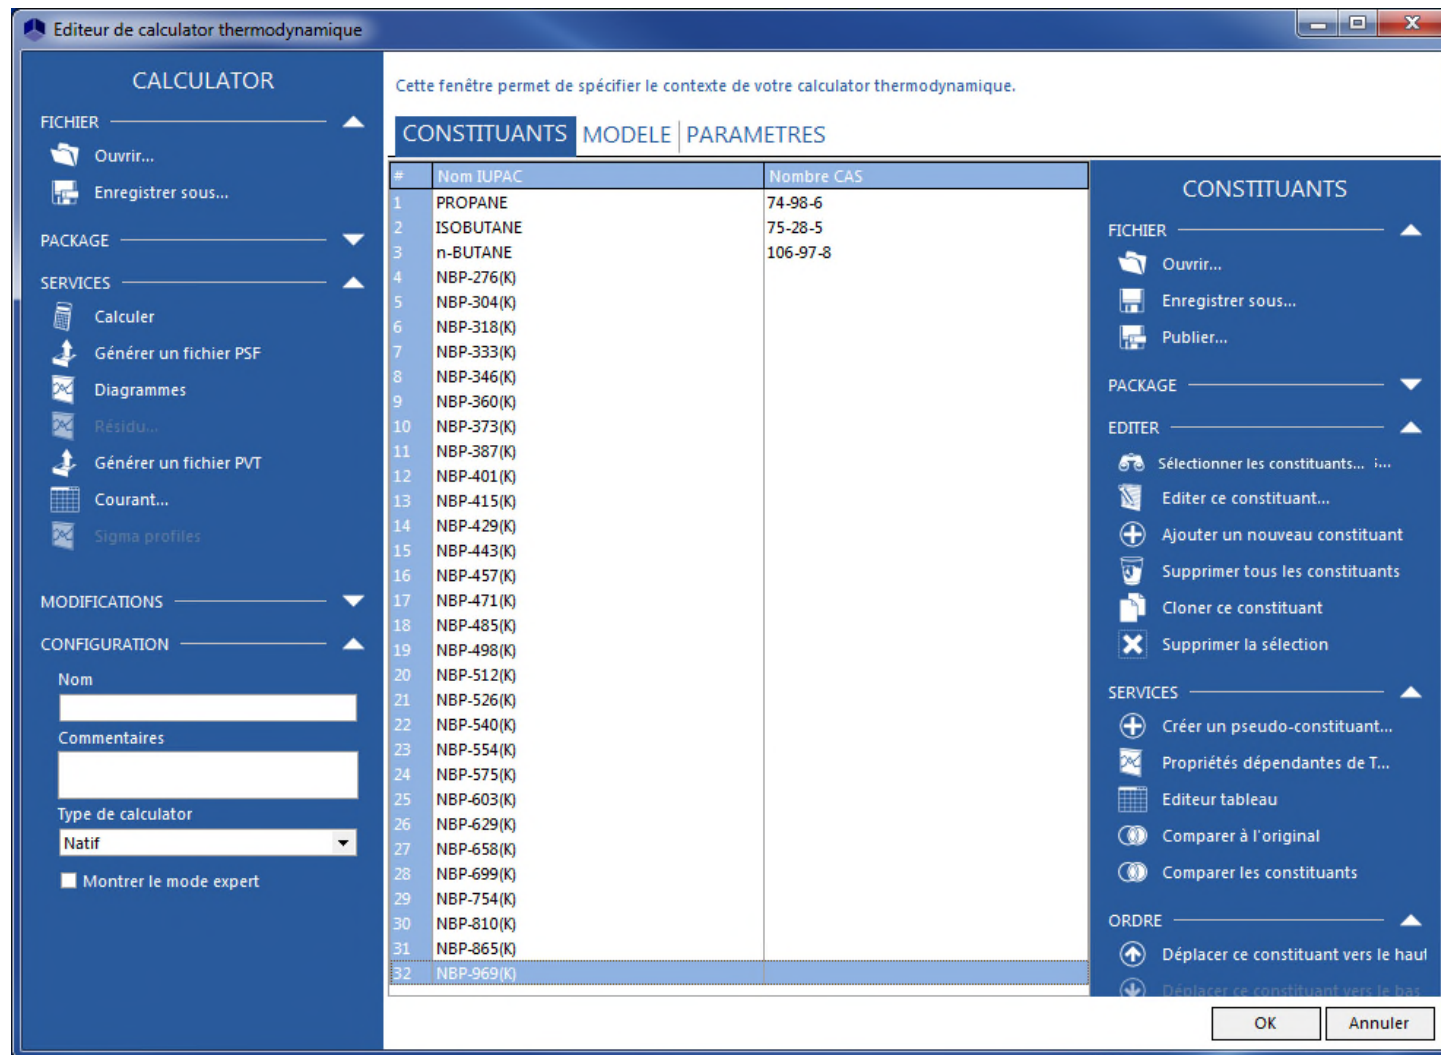 Editeur de calculator thermodynamique
CALCULATOR
FICHIER
Ouvrir...
Enregistrer sous...
PACKAGE
SERVICES
Calculer
Générer un fichier PSF
Diagrammes
Résidu...
Générer un fichier PVT
Courant...
Sigma profiles
MODIFICATIONS
CONFIGURATION
Nom
Commentaires
Type de calculator
Natif
Montrer le mode expert
Cette fenêtre permet de spécifier le contexte de votre calculator thermodynamique.
CONSTITUANTS MODELE PARAMETRES
# Nom IUPAC Nombre CAS
1 PROPANE 74-98-6
2 ISOBUTANE 75-28-5
3 n-BUTANE 106-97-8
4 NBP-276(K)
5 NBP-304(K)
6 NBP-318(K)
7 NBP-333(K)
8 NBP-346(K)
9 NBP-360(K)
10 NBP-373(K)
11 NBP-387(K)
12 NBP-401(K)
13 NBP-415(K)
14 NBP-429(K)
15 NBP-443(K)
16 NBP-457(K)
17 NBP-471(K)
18 NBP-485(K)
19 NBP-498(K)
20 NBP-512(K)
21 NBP-526(K)
22 NBP-540(K)
23 NBP-554(K)
24 NBP-575(K)
25 NBP-603(K)
26 NBP-629(K)
27 NBP-658(K)
28 NBP-699(K)
29 NBP-754(K)
30 NBP-810(K)
31 NBP-865(K)
32 NBP-969(K)
CONSTITUANTS
FICHIER
Ouvrir...
Enregistrer sous...
Publier...
PACKAGE
EDITER
Sélectionner les constituants...
Editer ce constituant...
Ajouter un nouveau constituant
Supprimer tous les constituants
Cloner ce constituant
Supprimer la sélection
SERVICES
Créer un pseudo-constituant...
Propriétés dépendantes de T...
Editeur tableau
Comparer à l'original
Comparer les constituants
ORDRE
Déplacer ce constituant vers le haut
Déplacer ce constituant vers le bas
OK Annuler